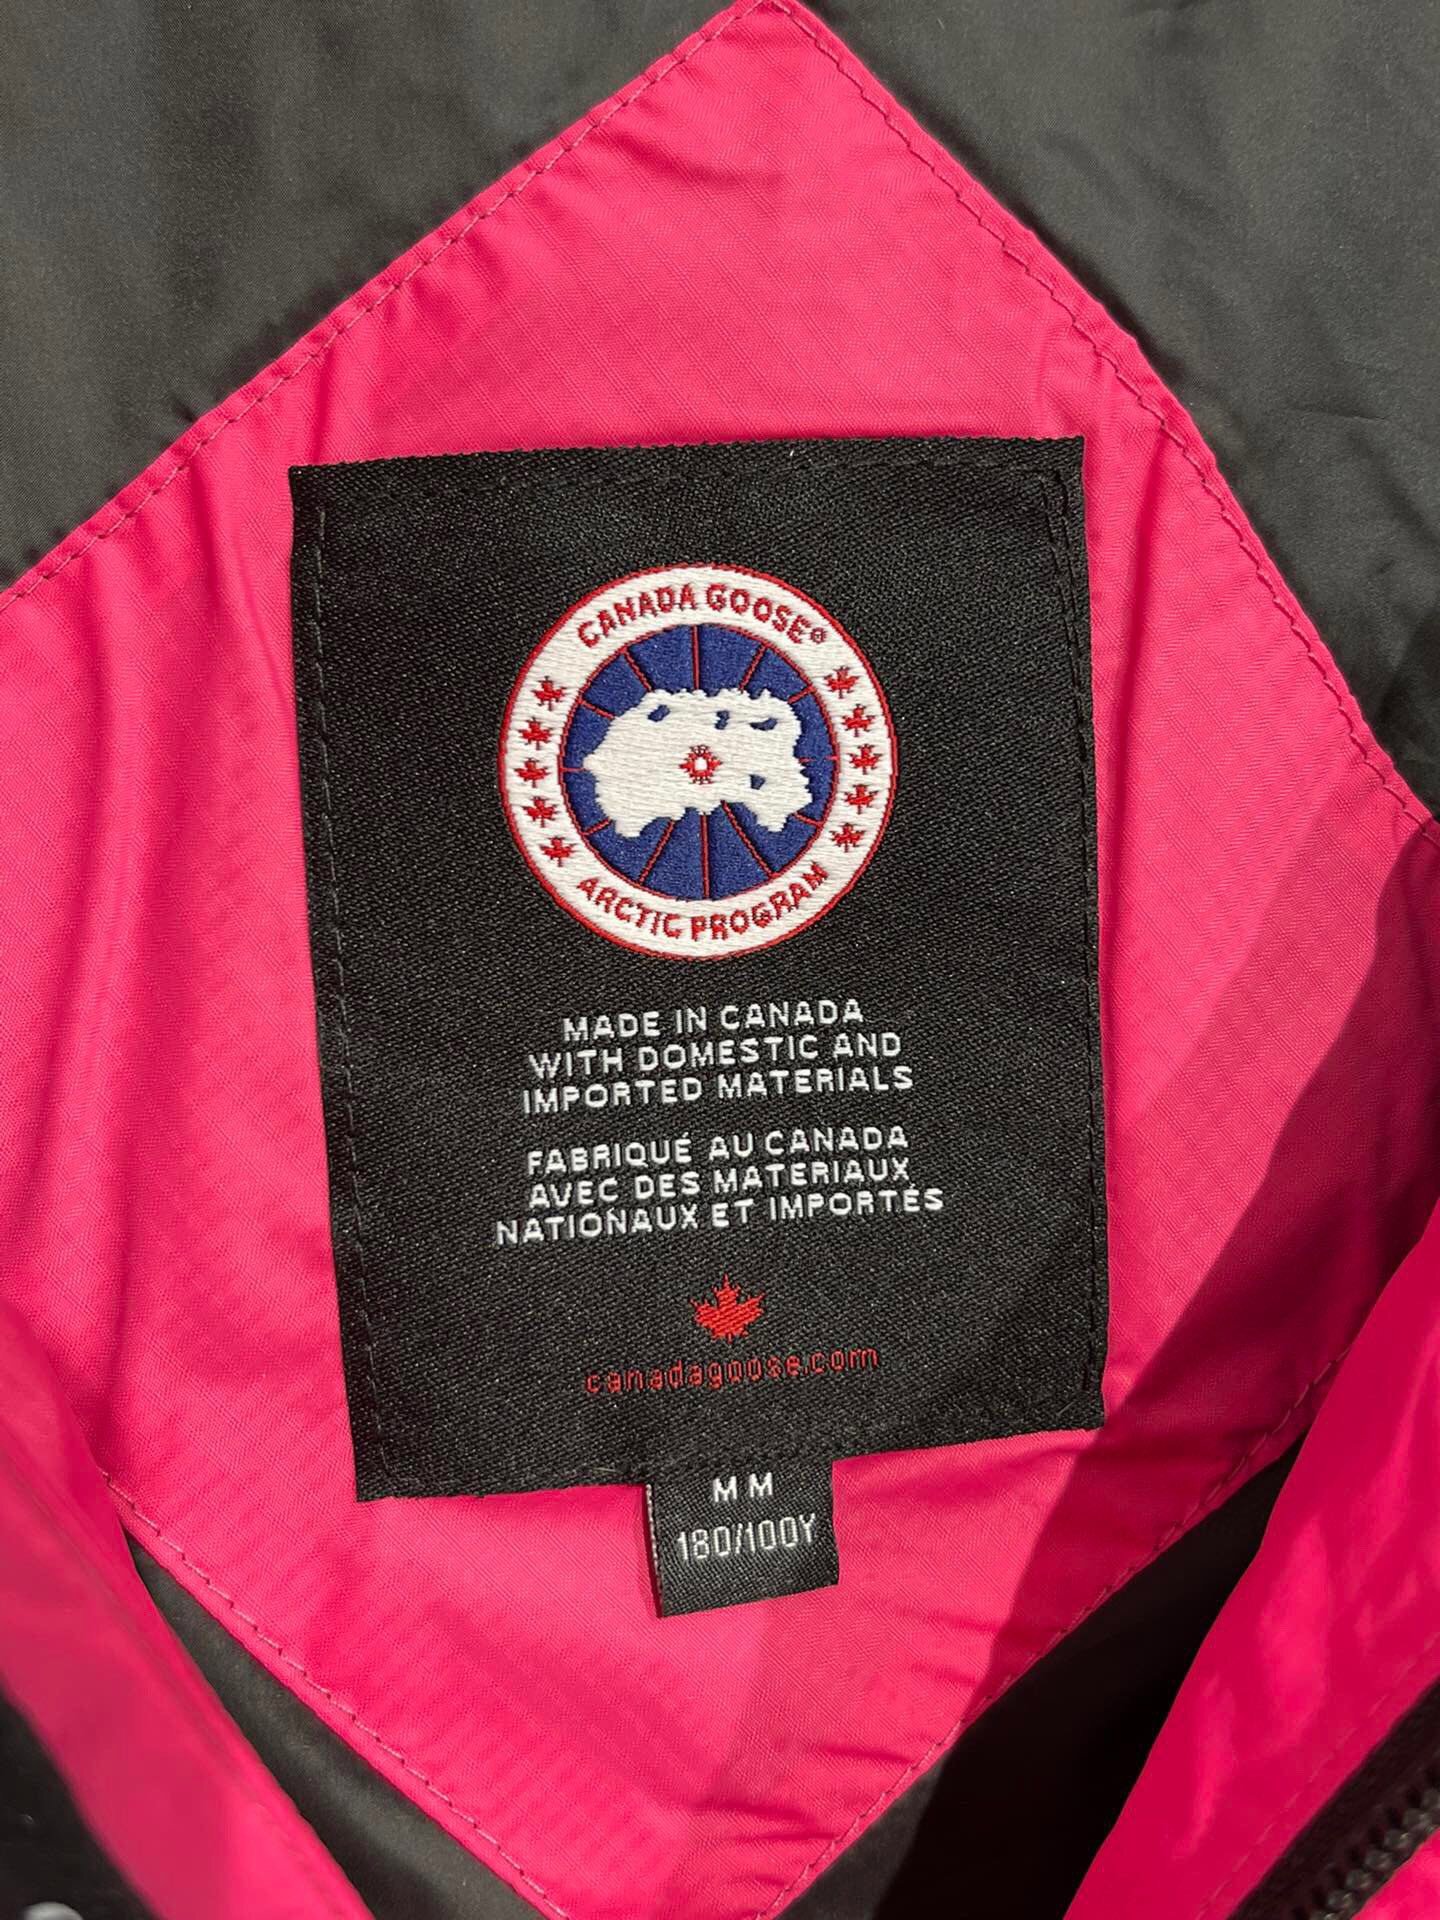 CANADA GOOSE®
ARCTIC PROGRAM
MADE IN CANADA
WITH DOMESTIC AND
IMPORTED MATERIALS
FABRIQUÉ AU CANADA
AVEC DES MATERIAUX
NATIONAUX ET IMPORTÉS
canadagoose.com
M M
180/100Y